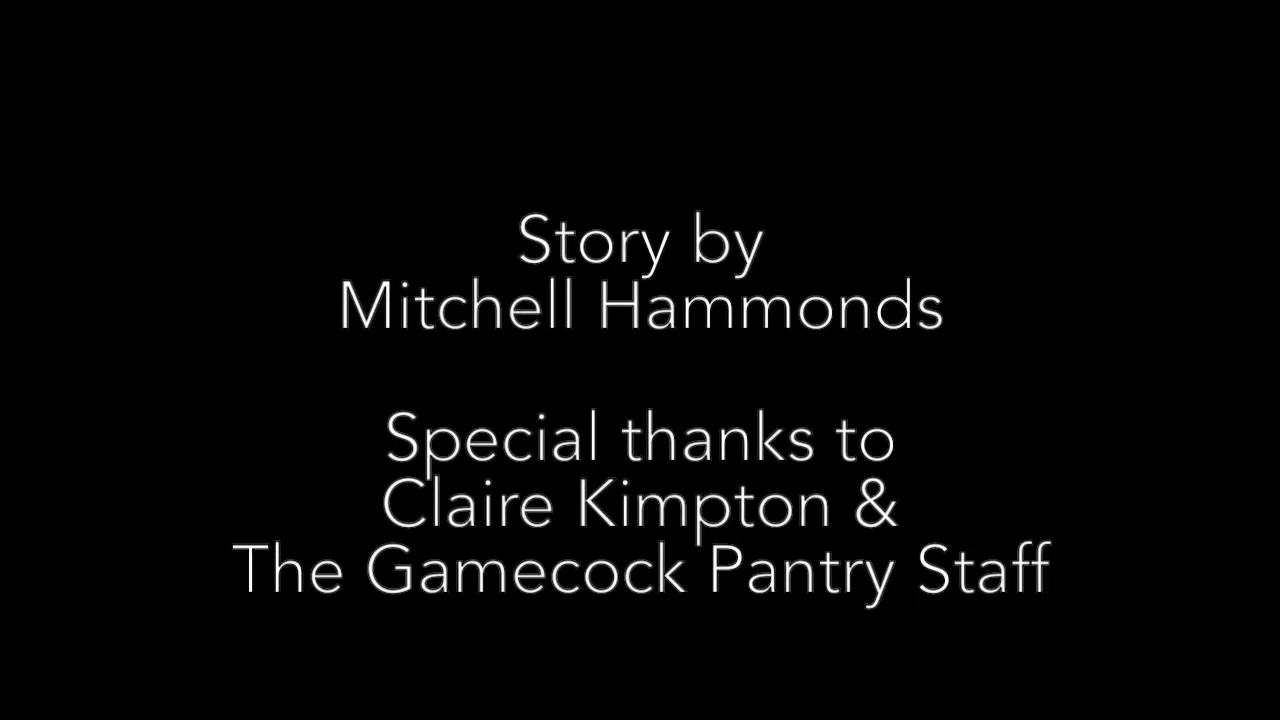 Story by
Mitchell Hammonds
Special thanks to
Claire Kimpton &
The Gamecock Pantry Staff